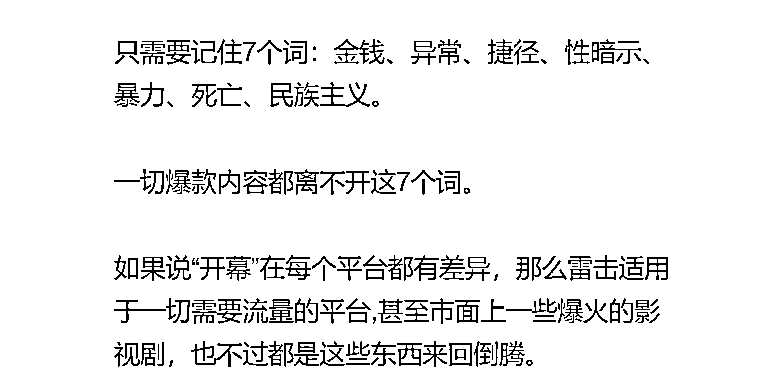 只需要记住7个词：金钱、异常、捷径、性暗示、
暴力、死亡、民族主义。
一切爆款内容都离不开这7个词。
如果说“开幕”在每个平台都有差异，那么雷击适用
于一切需要流量的平台,甚至市面上一些爆火的影
视剧，也不过都是这些东西来回倒腾。